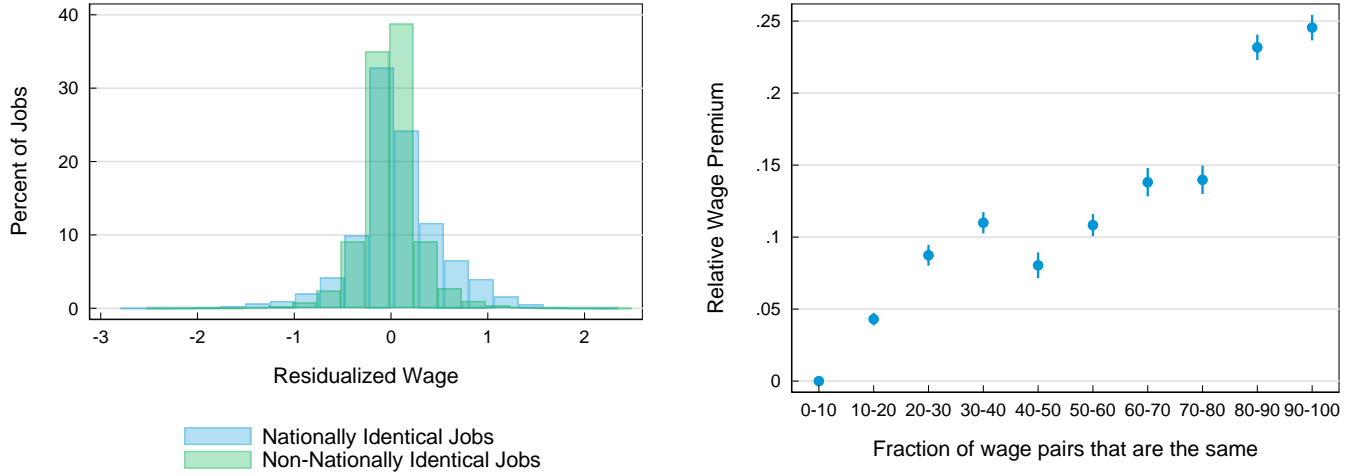 40
30
20
10
0
Percent of Jobs
-3 -2 -1 0 1 2
Residualized Wage
Nationally Identical Jobs
Non-Nationally Identical Jobs
.25
.2
.15
.1
.05
0
Relative Wage Premium
0-10 10-20 20-30 30-40 40-50 50-60 60-70 70-80 80-90 90-100
Fraction of wage pairs that are the same